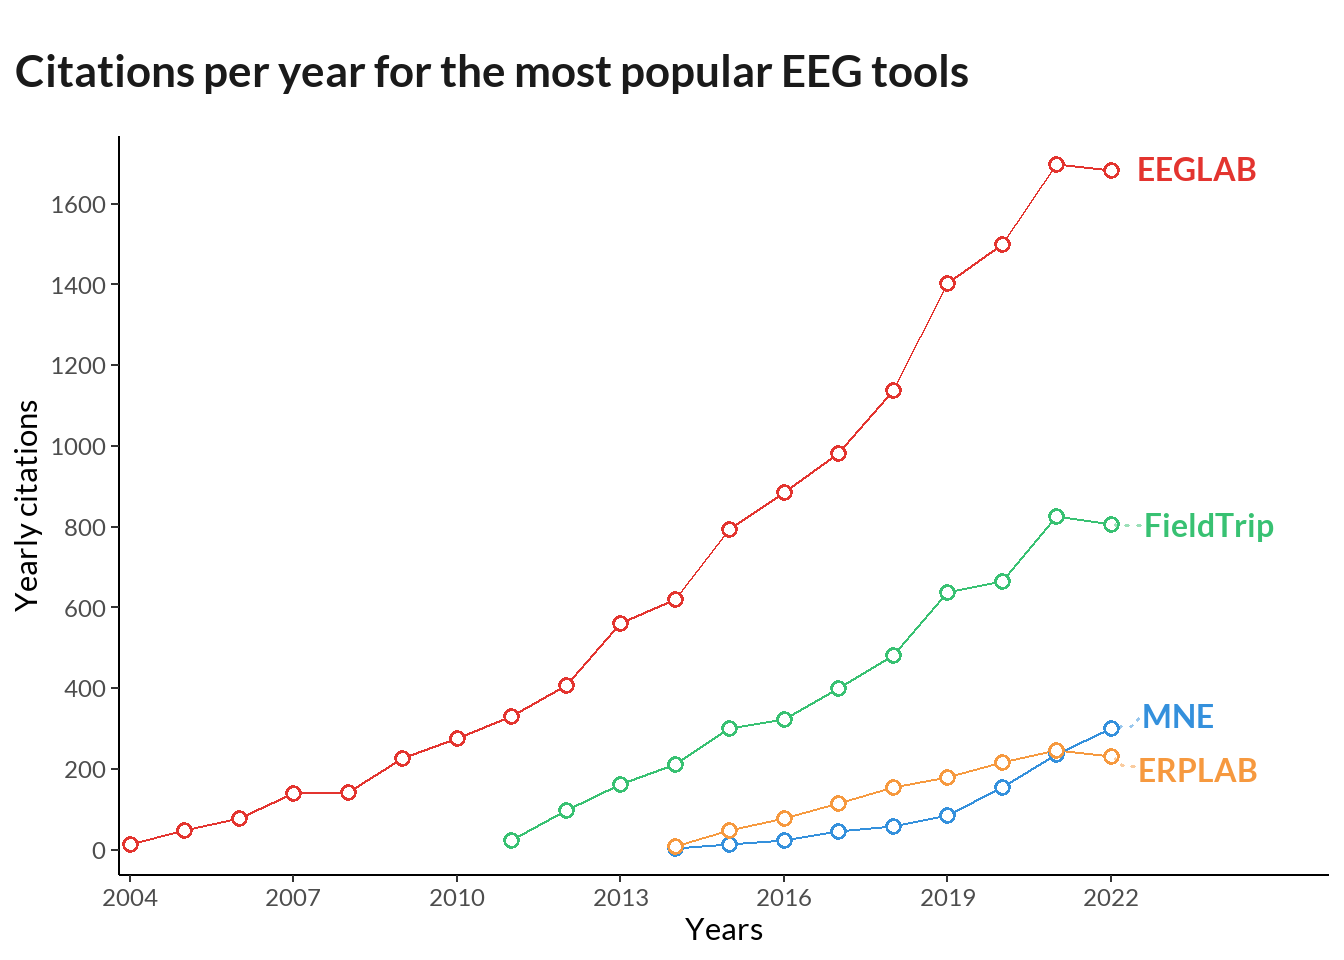 Citations per year for the most popular EEG tools
EEGLAB
1600
1400
1200
1000
800
600
400
200
0
Yearly citations
FieldTrip
MNE
ERPLAB
2004 2007 2010 2013 2016 2019 2022
Years